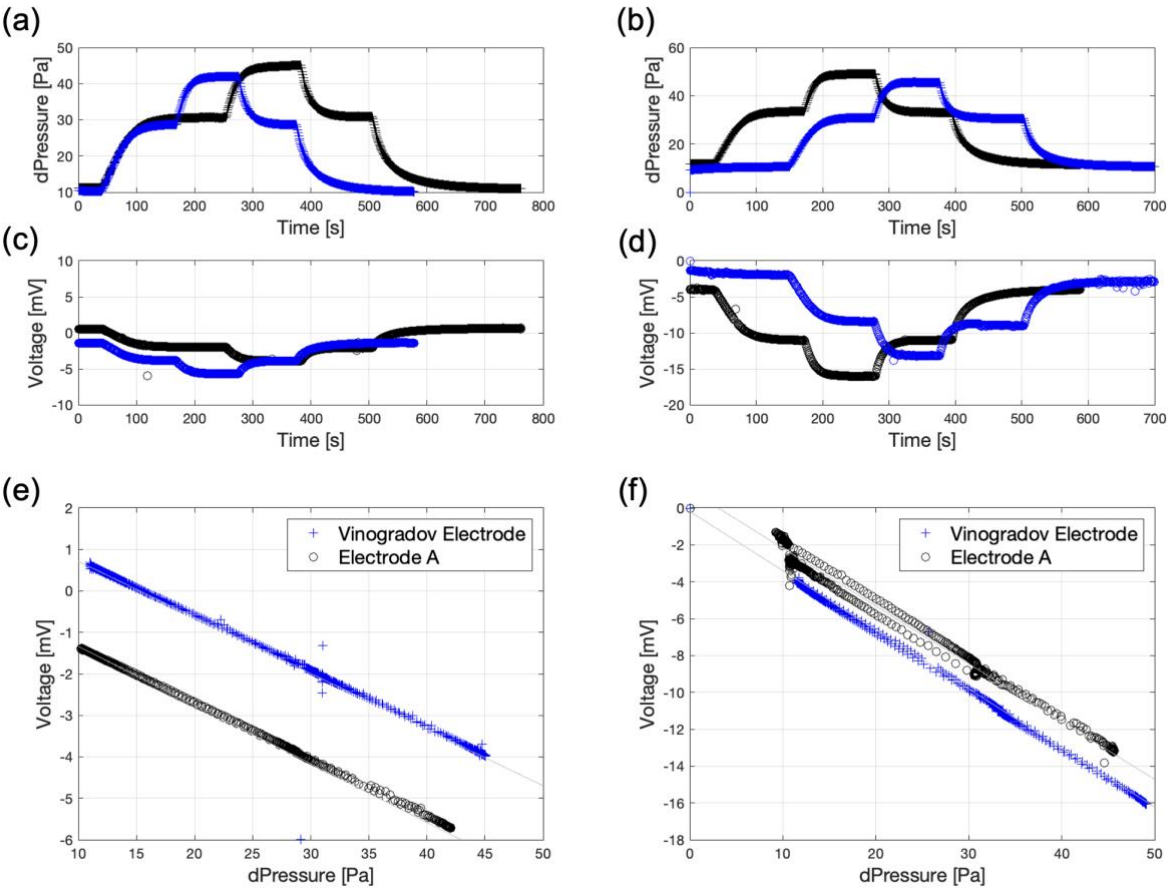 (a)
50
40
30
20
10
dPressure [Pa]
0 100 200 300 400 500 600 700 800
Time [s]
(b)
60
40
20
0
dPressure [Pa]
0 100 200 300 400 500 600 700
Time [s]
(c)
10
5
0
-5
-10
Voltage [mV]
0 100 200 300 400 500 600 700 800
Time [s]
(d)
0
-5
-10
-15
-20
Voltage [mV]
0 100 200 300 400 500 600 700
Time [s]
(e)
2
1
0
-1
-2
-3
-4
-5
-6
Voltage [mV]
Vinogradov Electrode
Electrode A
10 15 20 25 30 35 40 45 50
dPressure [Pa]
(f)
0
-2
-4
-6
-8
-10
-12
-14
-16
-18
Voltage [mV]
Vinogradov Electrode
Electrode A
0 10 20 30 40 50
dPressure [Pa]